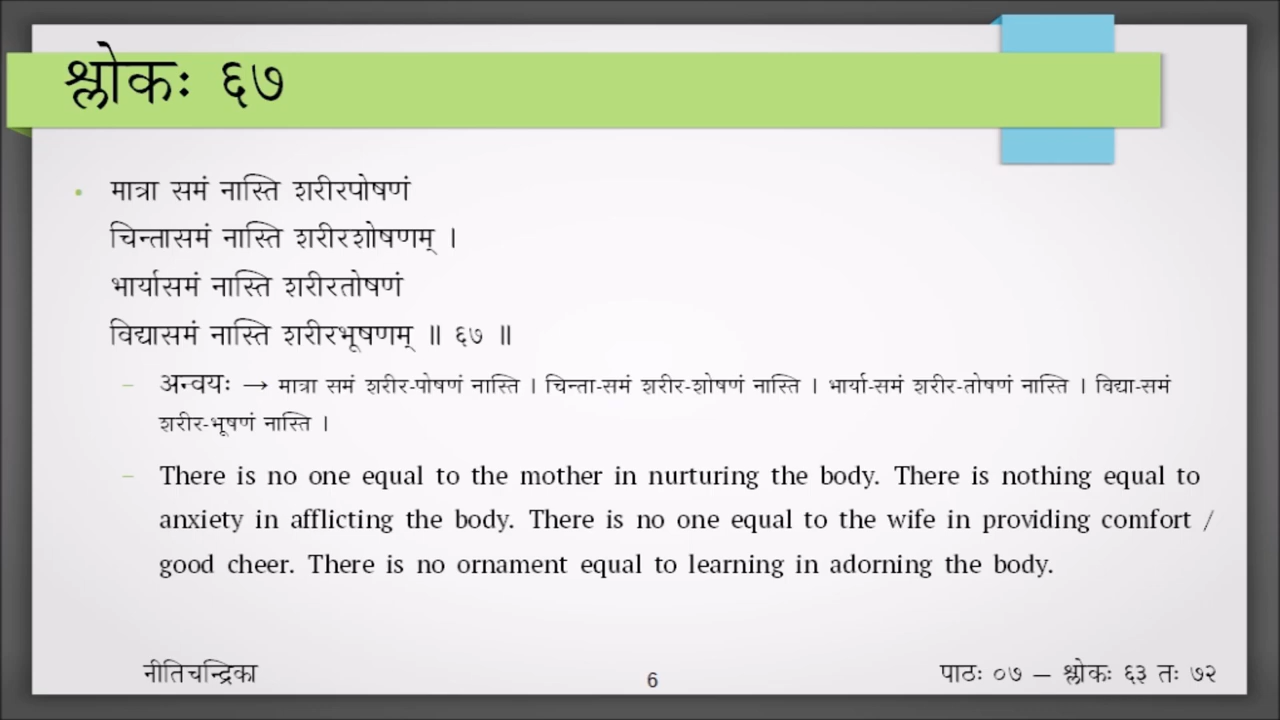 श्लोकः ६७
• मात्रा समं नास्ति शरीरपोषणं
चिन्तासमं नास्ति शरीरशोषणम् ।
भार्यासमं नास्ति शरीरतोषणं
विद्यासमं नास्ति शरीरभूषणम् ॥ ६७ ॥
– अन्वयः → मात्रा समं शरीर-पोषणं नास्ति । चिन्ता-समं शरीर-शोषणं नास्ति । भार्या-समं शरीर-तोषणं नास्ति । विद्या-समं
शरीर-भूषणं नास्ति ।
– There is no one equal to the mother in nurturing the body. There is nothing equal to
anxiety in afflicting the body. There is no one equal to the wife in providing comfort /
good cheer. There is no ornament equal to learning in adorning the body.
नीतिचन्द्रिका
6
पाठः ०७ – श्लोकः ६३ तः ७२